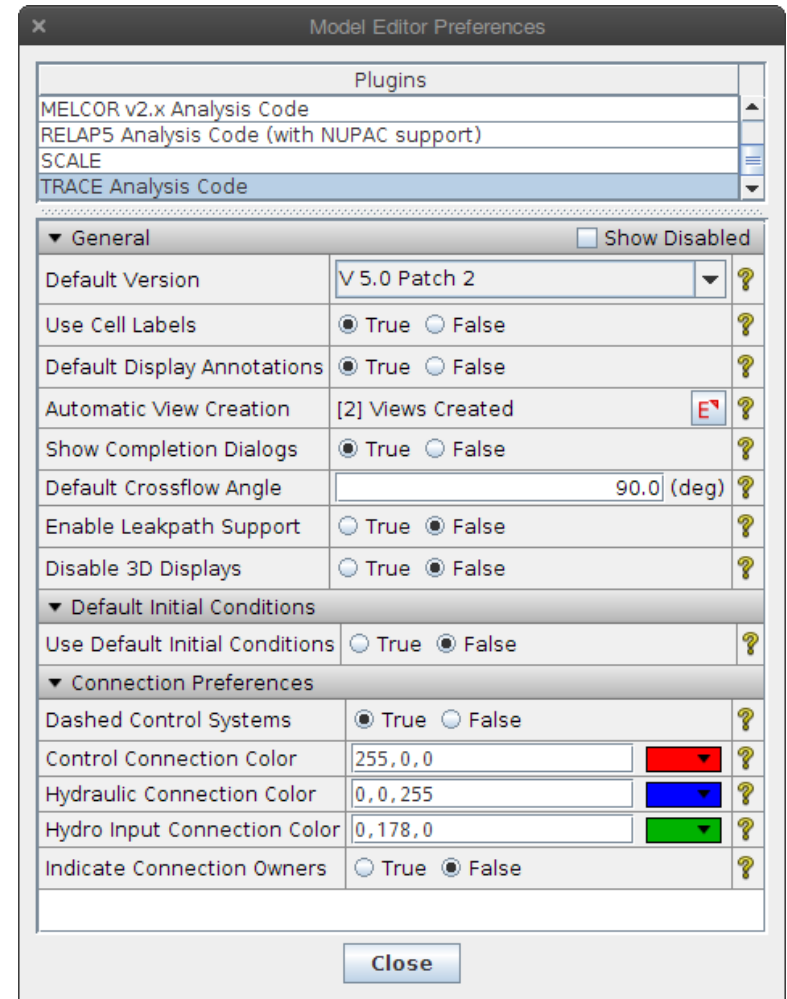 Model Editor Preferences
Plugins
MELCOR v2.x Analysis Code
RELAP5 Analysis Code (with NUPAC support)
SCALE
TRACE Analysis Code
General Show Disabled
Default Version V 5.0 Patch 2
Use Cell Labels True False
Default Display Annotations True False
Automatic View Creation [2] Views Created E
Show Completion Dialogs True False
Default Crossflow Angle 90.0 (deg)
Enable Leakpath Support True False
Disable 3D Displays True False
Default Initial Conditions
Use Default Initial Conditions True False
Connection Preferences
Dashed Control Systems True False
Control Connection Color 255,0,0
Hydraulic Connection Color 0,0,255
Hydro Input Connection Color 0,178,0
Indicate Connection Owners True False
Close